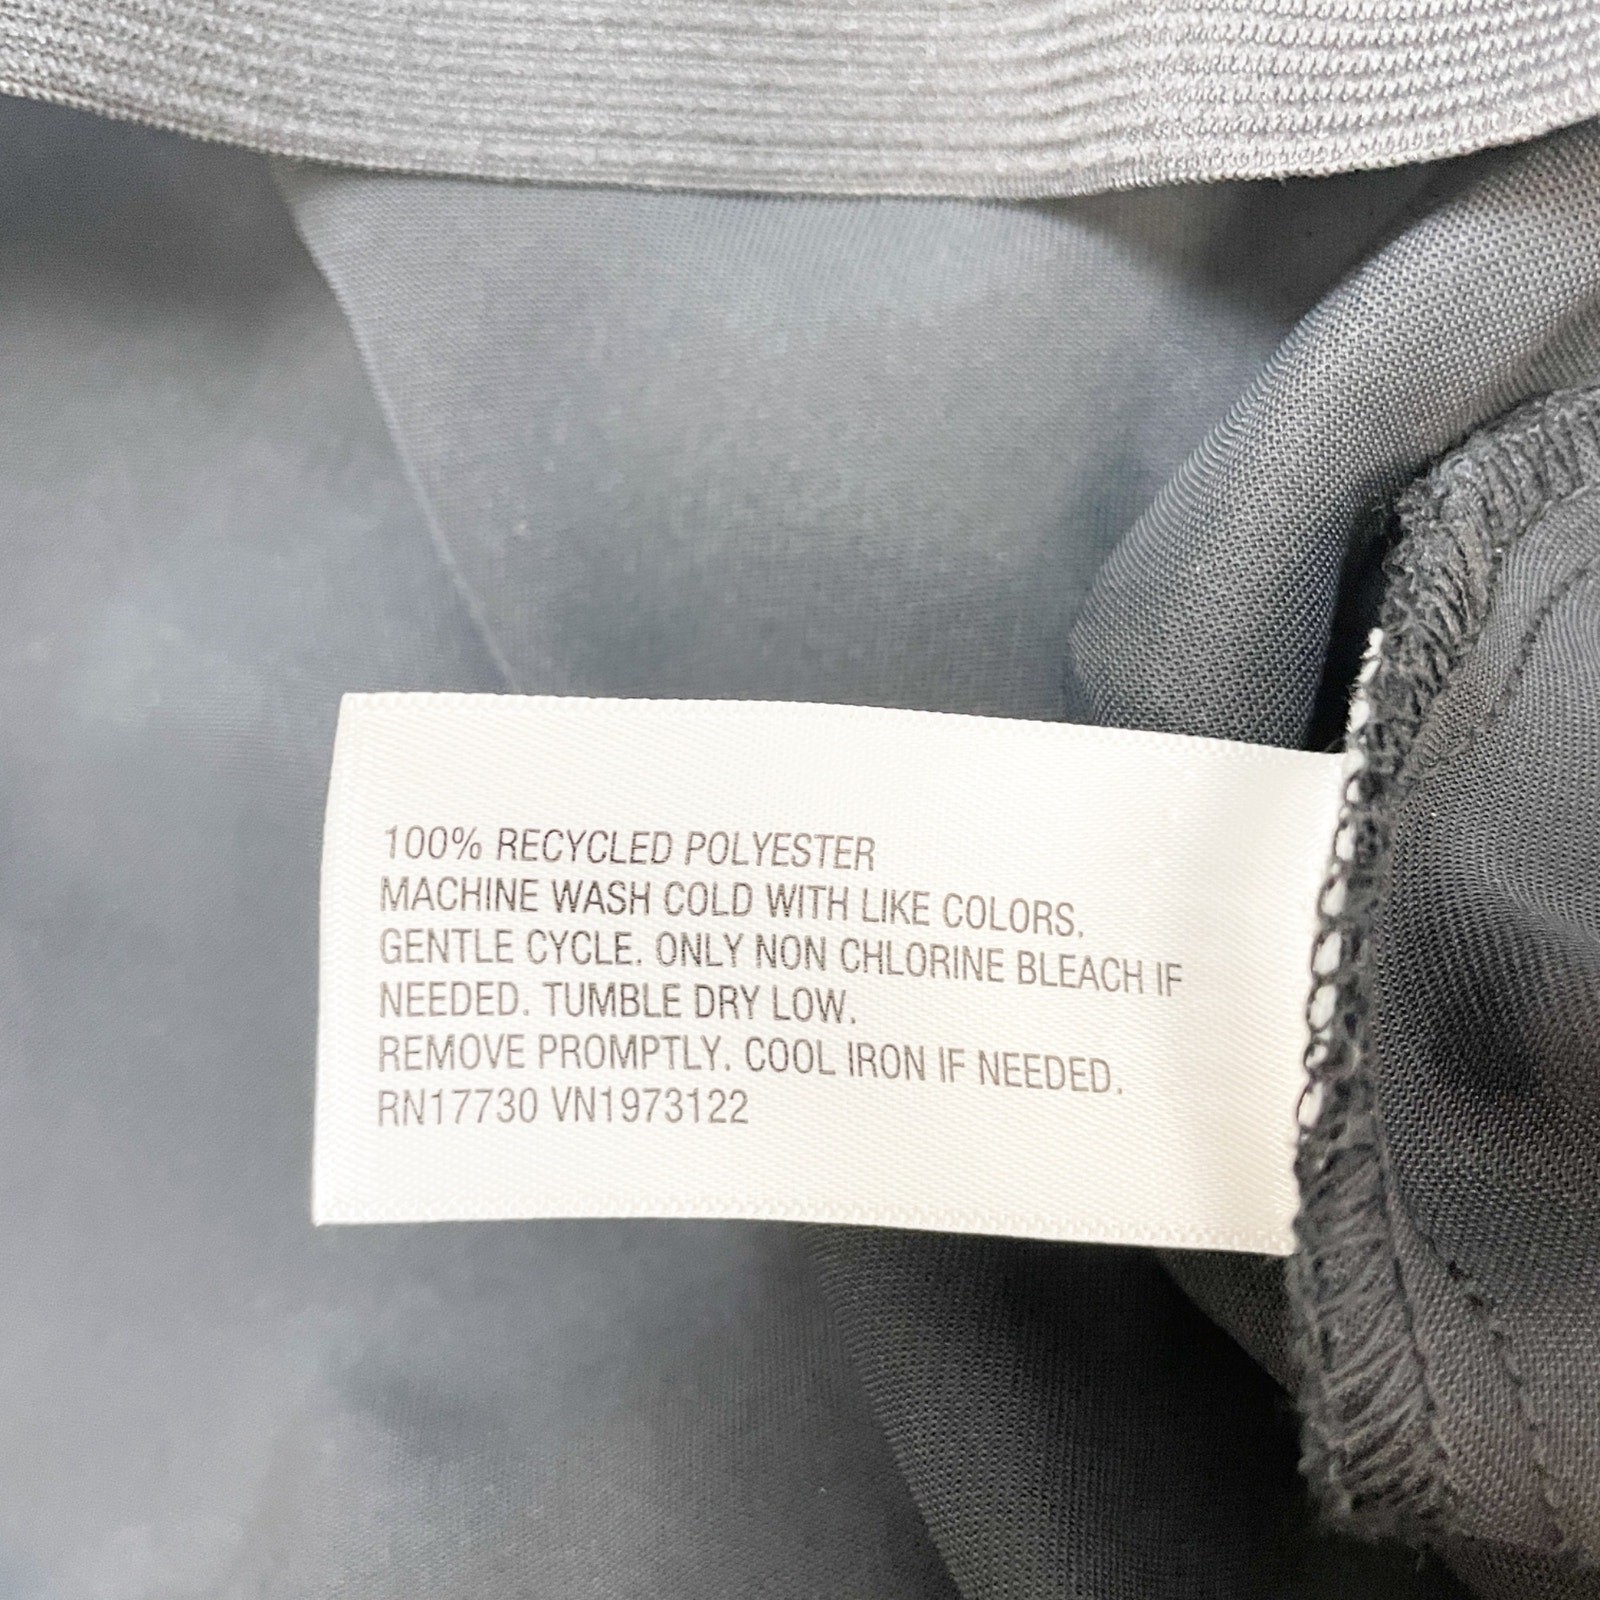 100% RECYCLED POLYESTER
MACHINE WASH COLD WITH LIKE COLORS.
GENTLE CYCLE. ONLY NON CHLORINE BLEACH IF
NEEDED. TUMBLE DRY LOW.
REMOVE PROMPTLY. COOL IRON IF NEEDED.
RN17730 VN1973122